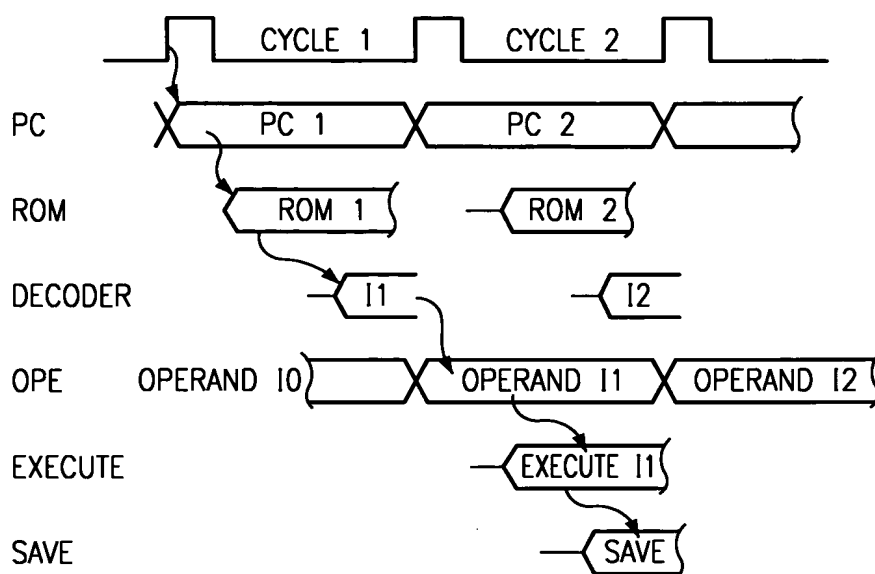 CYCLE 1 CYCLE 2
PC PC 1 PC 2
ROM ROM 1 ROM 2
DECODER I1 I2
OPE OPERAND I0 OPERAND I1 OPERAND I2
EXECUTE EXECUTE I1
SAVE SAVE